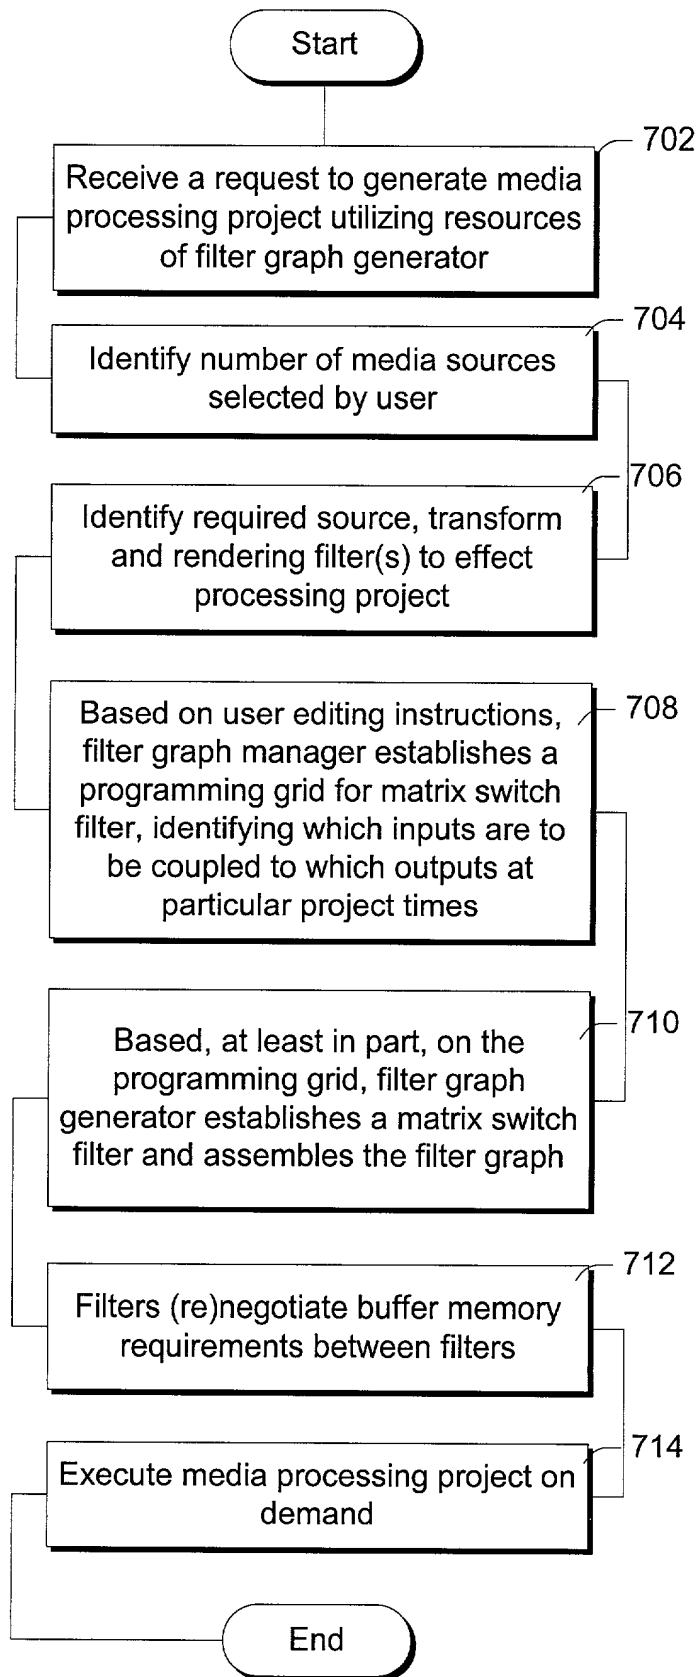 Start
702
Receive a request to generate media
processing project utilizing resources
of filter graph generator
704
Identify number of media sources
selected by user
706
Identify required source, transform
and rendering filter(s) to effect
processing project
708
Based on user editing instructions,
filter graph manager establishes a
programming grid for matrix switch
filter, identifying which inputs are to
be coupled to which outputs at
particular project times
710
Based, at least in part, on the
programming grid, filter graph
generator establishes a matrix switch
filter and assembles the filter graph
712
Filters (re)negotiate buffer memory
requirements between filters
714
Execute media processing project on
demand
End